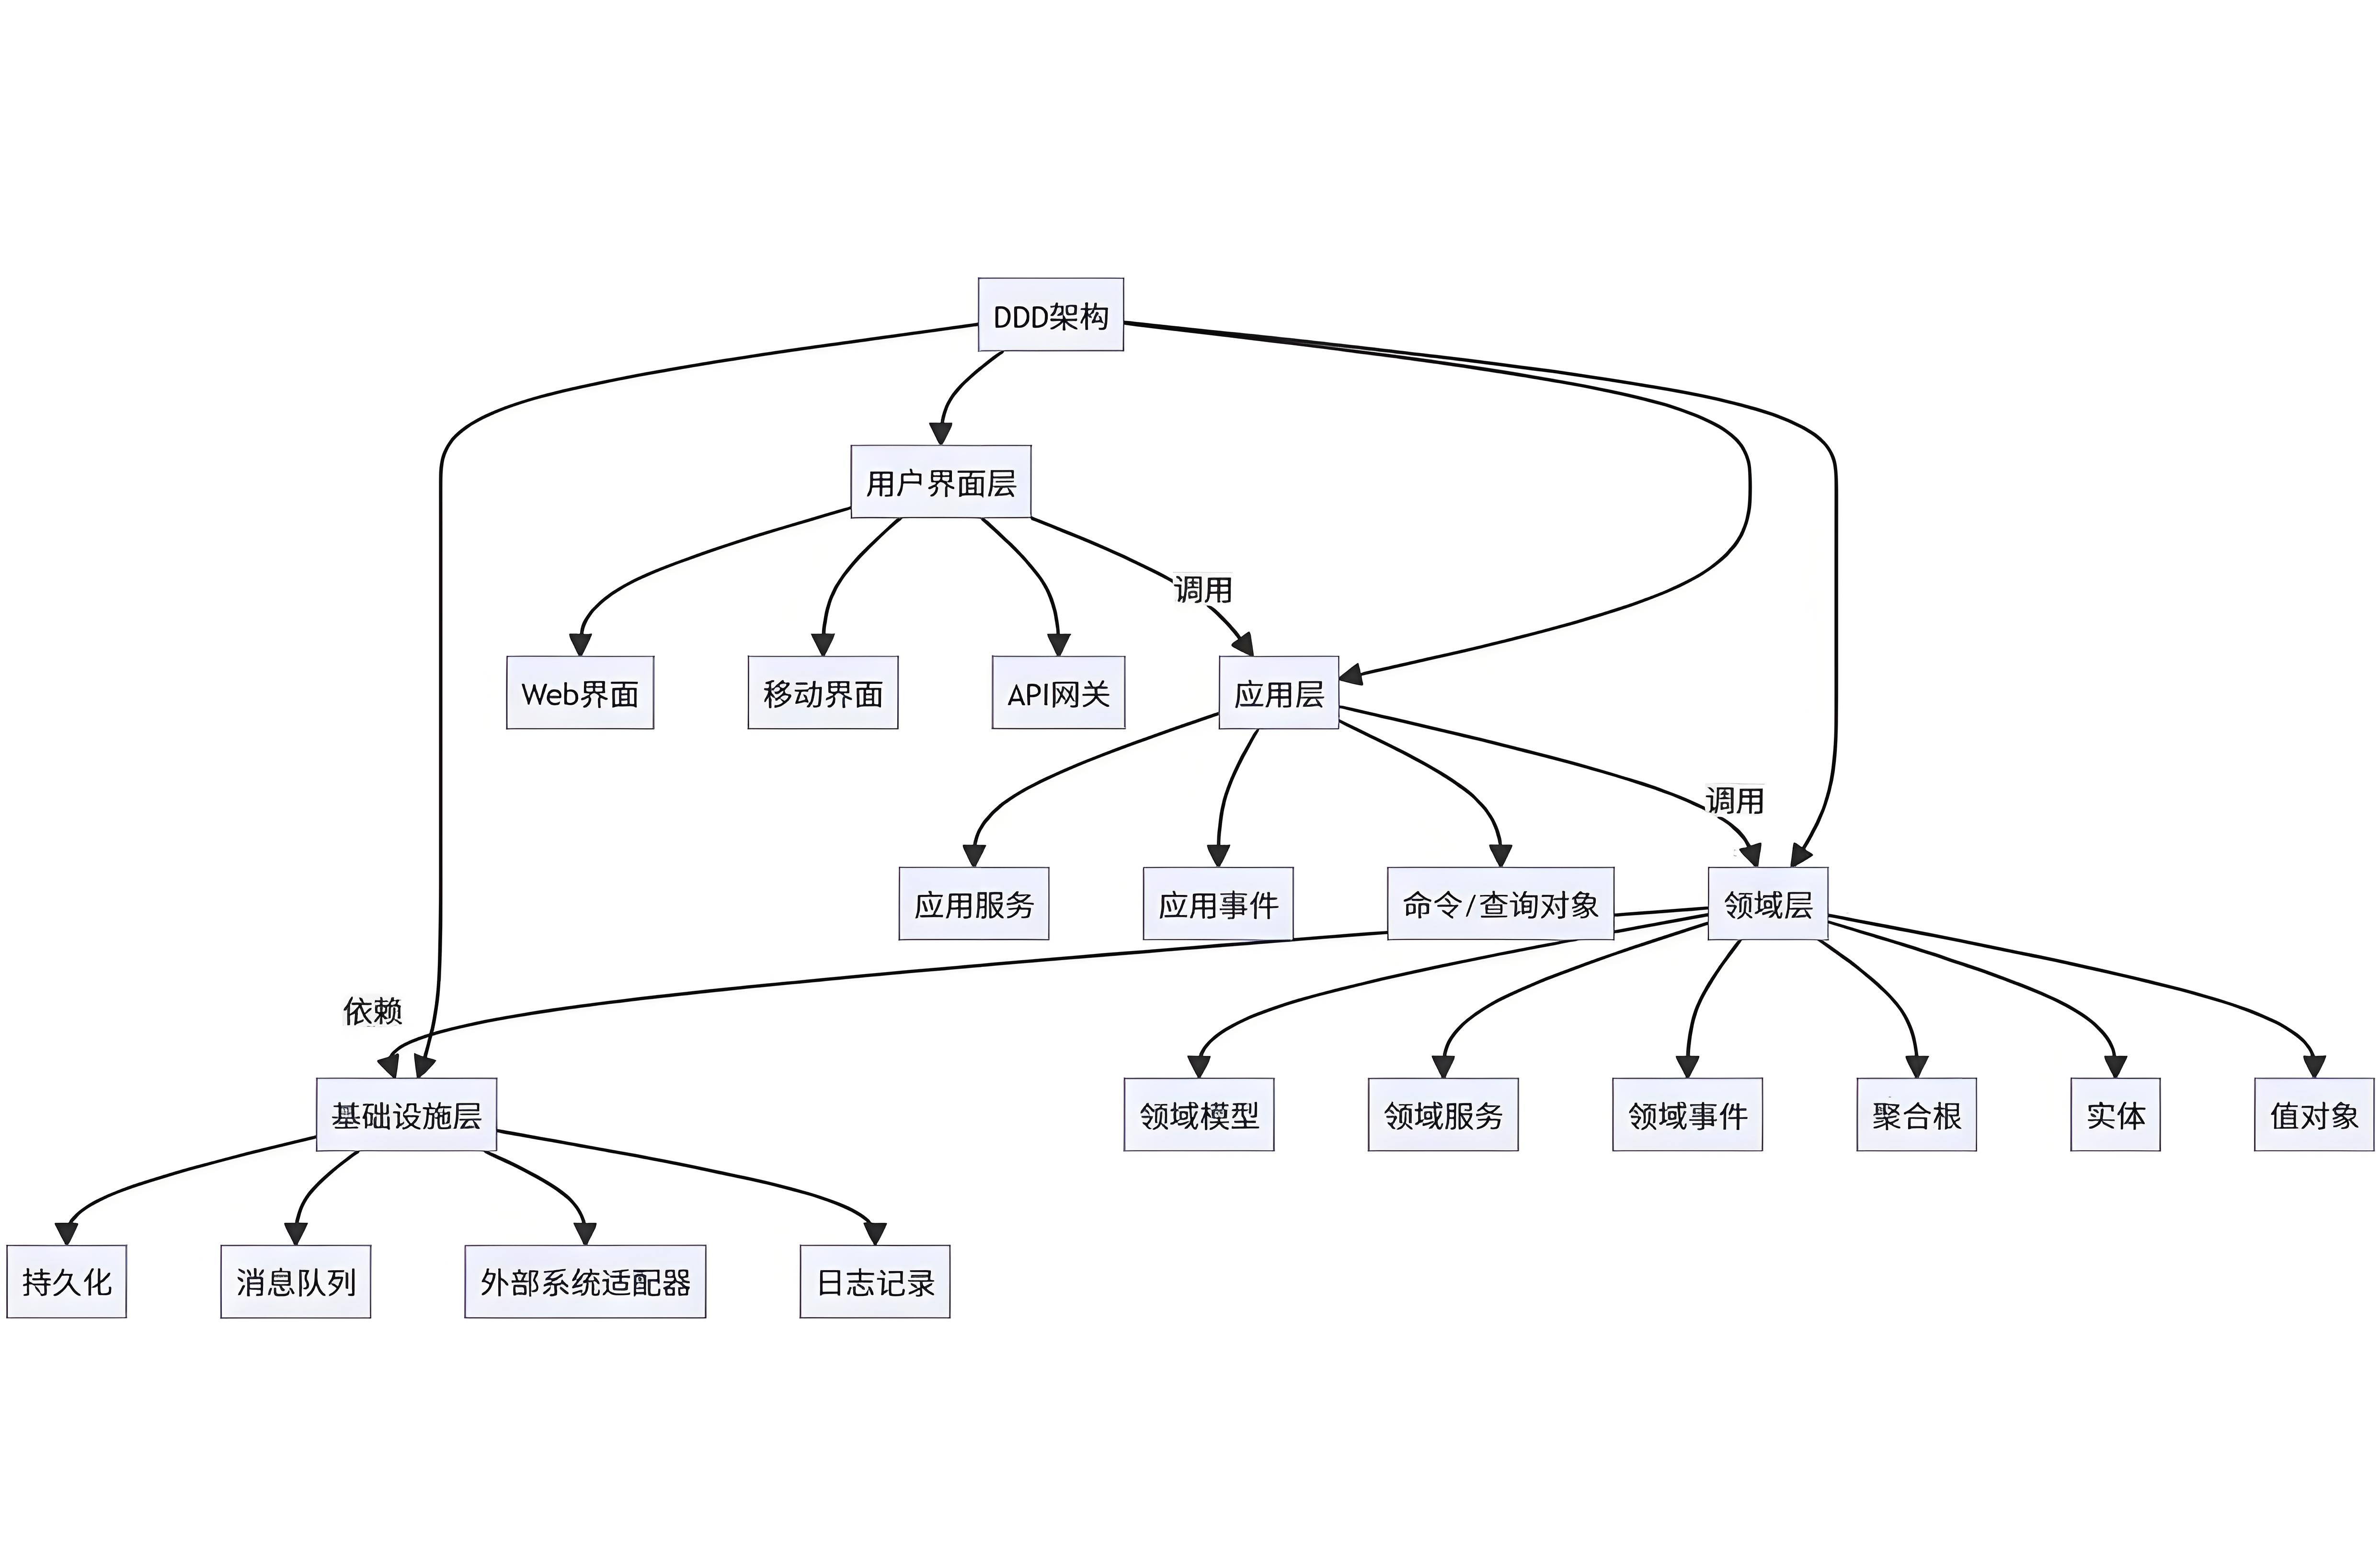 DDD架构
用户界面层
调用
Web界面
移动界面
API网关
应用层
调用
应用服务
应用事件
命令/查询对象
领域层
依赖
基础设施层
领域模型
领域服务
领域事件
聚合根
实体
值对象
持久化
消息队列
外部系统适配器
日志记录